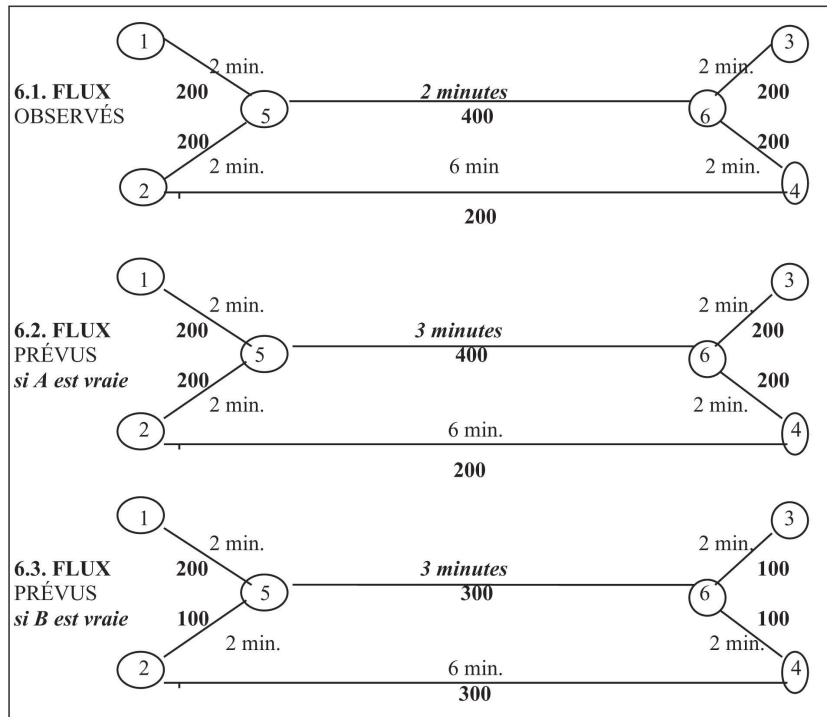 1
3
2 min.
2 min.
6.1. FLUX
200
2 minutes
200
OBSERVÉS
5
400
6
200
200
2 min.
6 min
2 min.
2
4
200
1
3
2 min.
2 min.
6.2. FLUX
200
3 minutes
200
PRÉVUS
5
400
6
si A est vraie
200
200
2 min.
2 min.
2
6 min.
4
200
1
3
2 min.
2 min.
6.3. FLUX
200
3 minutes
100
PRÉVUS
5
300
6
si B est vraie
100
100
2 min.
2 min.
2
6 min.
4
300